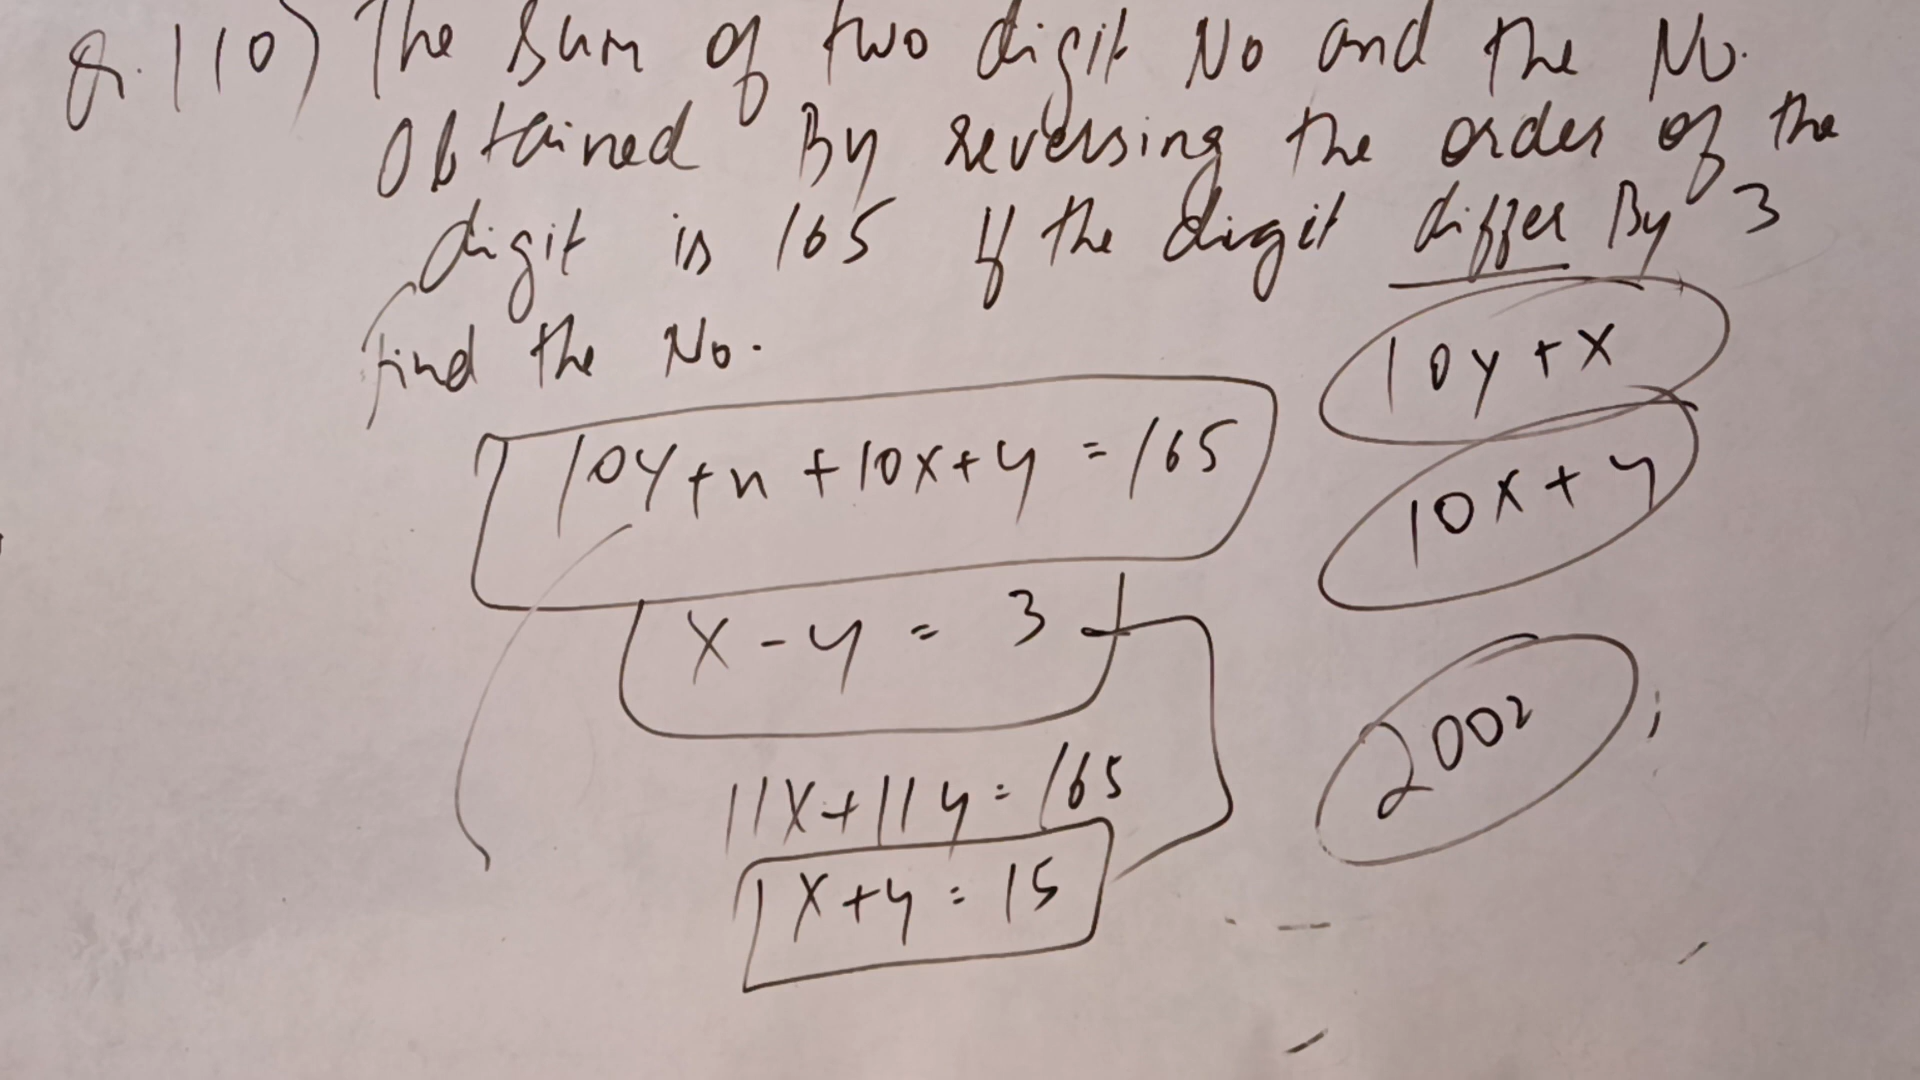 Q.110) The sum of two digit No and the No.
obtained By reversing the order of the
digit is 165 If the digit differ By 3
find the No.
10y+x
10y+n+10x+y=165
10x+y
x-y=3
2002;
11x+11y=165
x+y=15